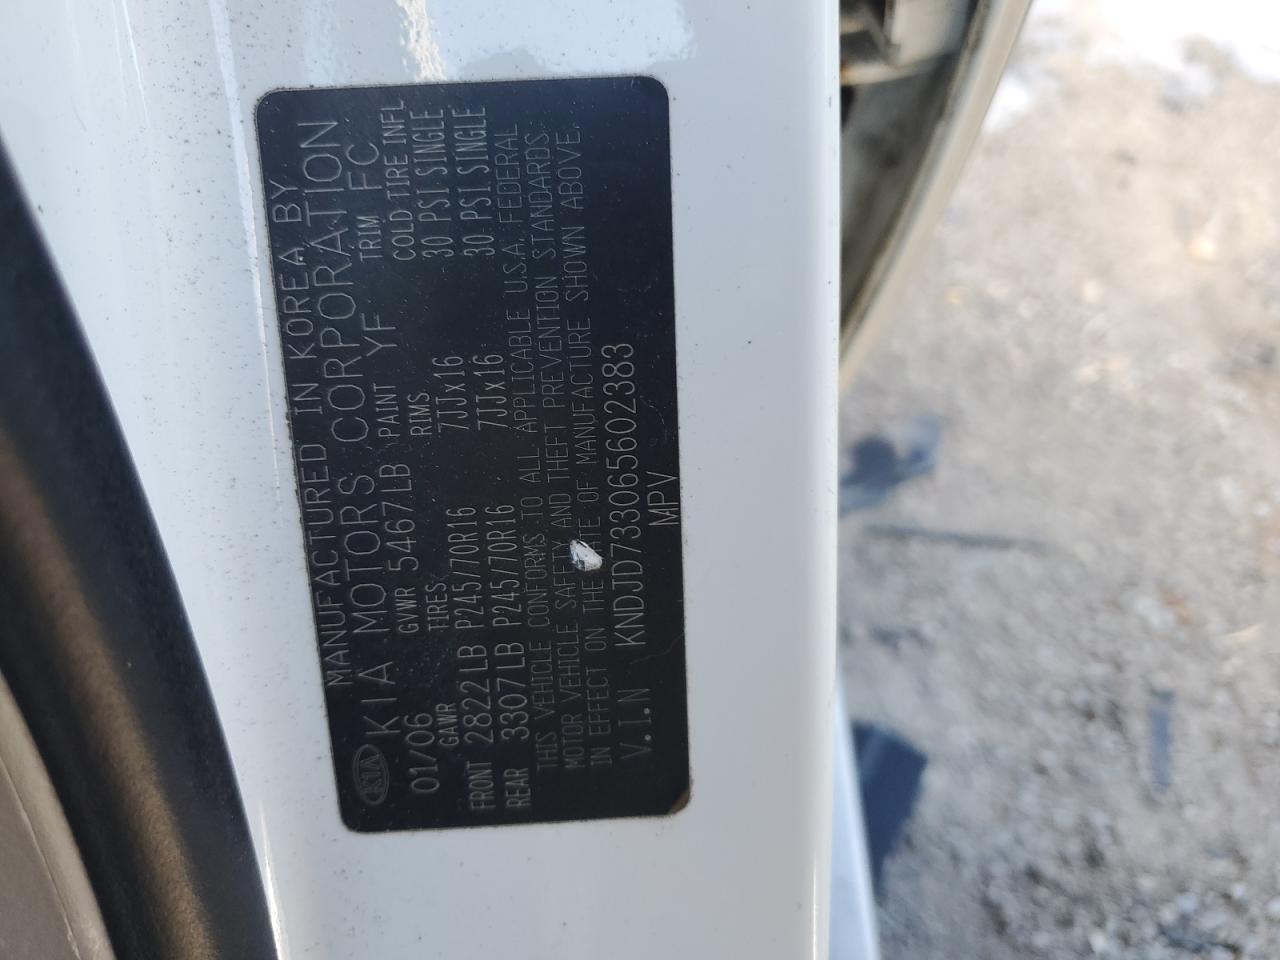 MANUFACTURED IN KOREA BY
KIA KIA MOTORS CORPORATION
01/06 GVWR 5467LB PAINT YF TRIM FC
GAWR TIRES RIMS COLD TIRE INFL
FRONT 2822LB P245/70R16 7JJx16 30 PSI SINGLE
REAR 3307LB P245/70R16 7JJx16 30 PSI SINGLE
THIS VEHICLE CONFORMS TO ALL APPLICABLE U.S.A. FEDERAL
MOTOR VEHICLE SAFETY AND THEFT PREVENTION STANDARDS
IN EFFECT ON THE DATE OF MANUFACTURE SHOWN ABOVE.
V.I.N KNDJD733065602383
MPV